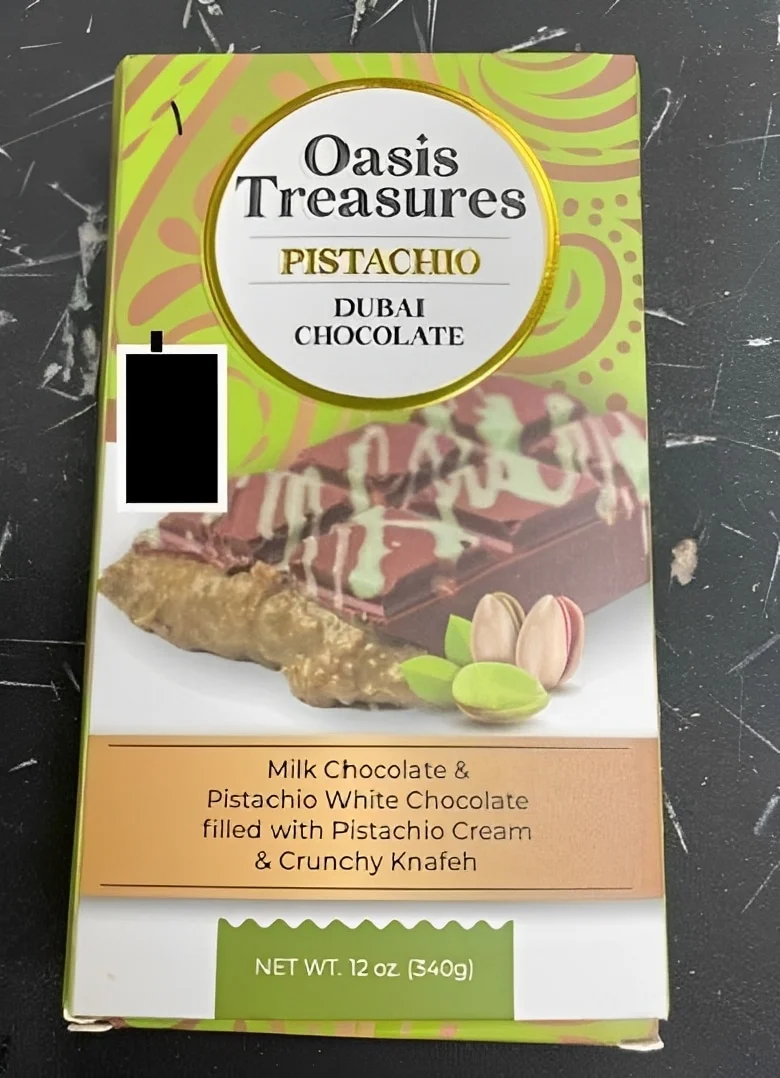 Oasis
Treasures
PISTACHIO
DUBAI
CHOCOLATE
Milk Chocolate &
Pistachio White Chocolate
filled with Pistachio Cream
& Crunchy Knafeh
NET WT. 12 oz (340g)